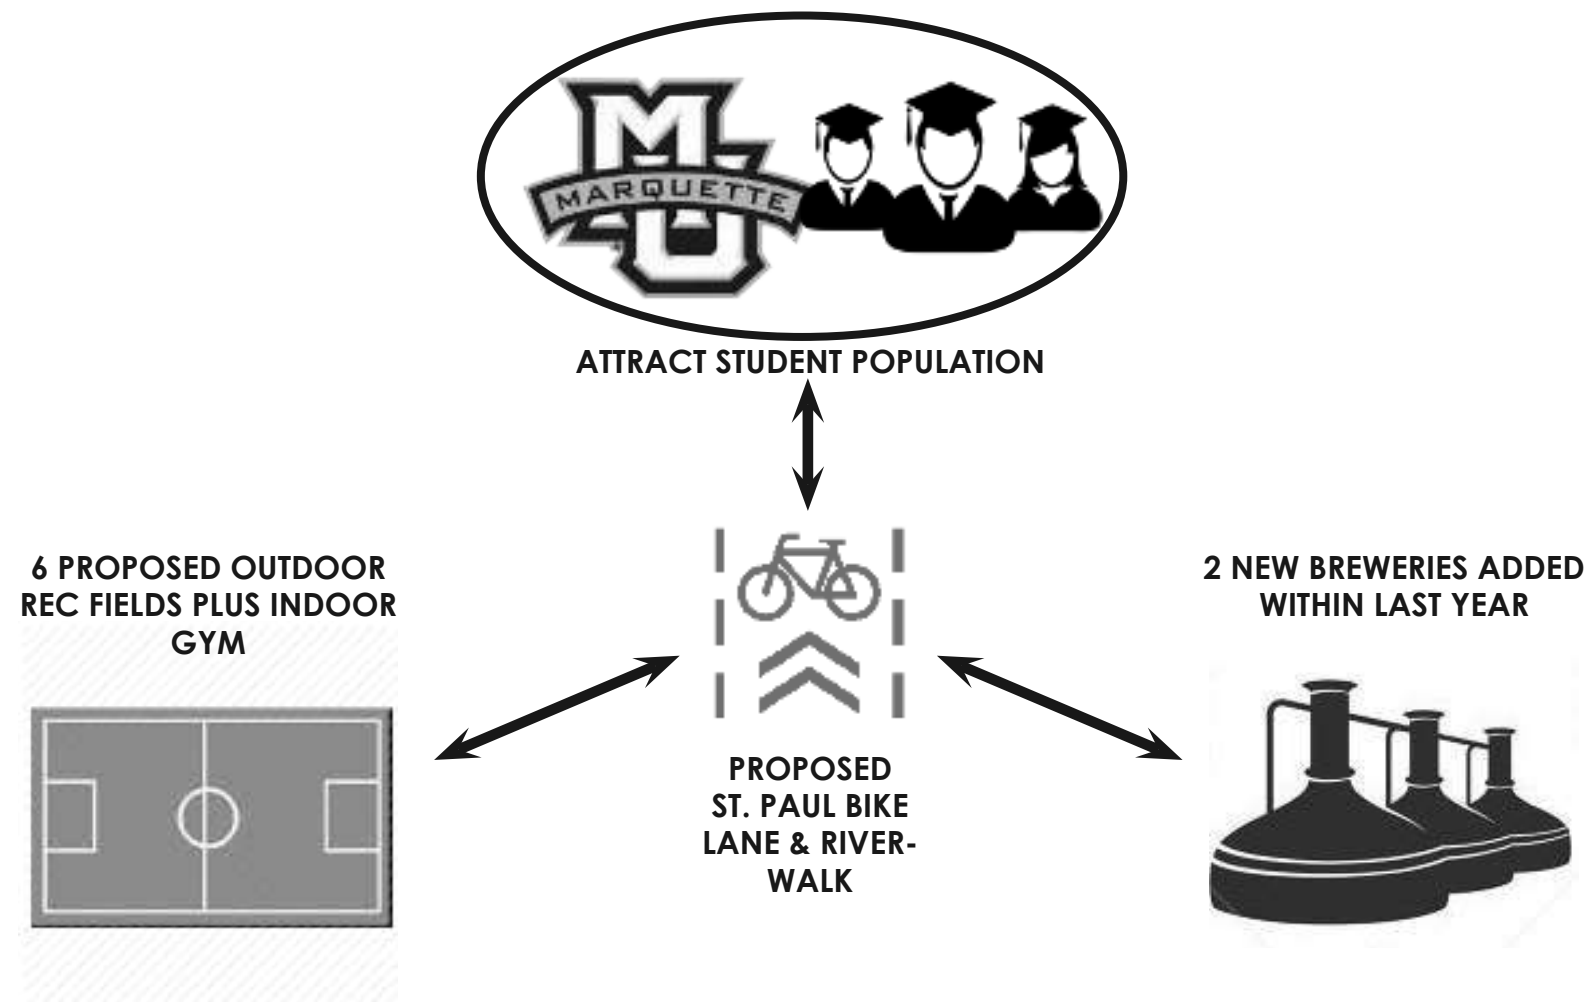 MU
MARQUETTE
ATTRACT STUDENT POPULATION
6 PROPOSED OUTDOOR
REC FIELDS PLUS INDOOR
GYM
PROPOSED
ST. PAUL BIKE
LANE & RIVER-
WALK
2 NEW BREWERIES ADDED
WITHIN LAST YEAR